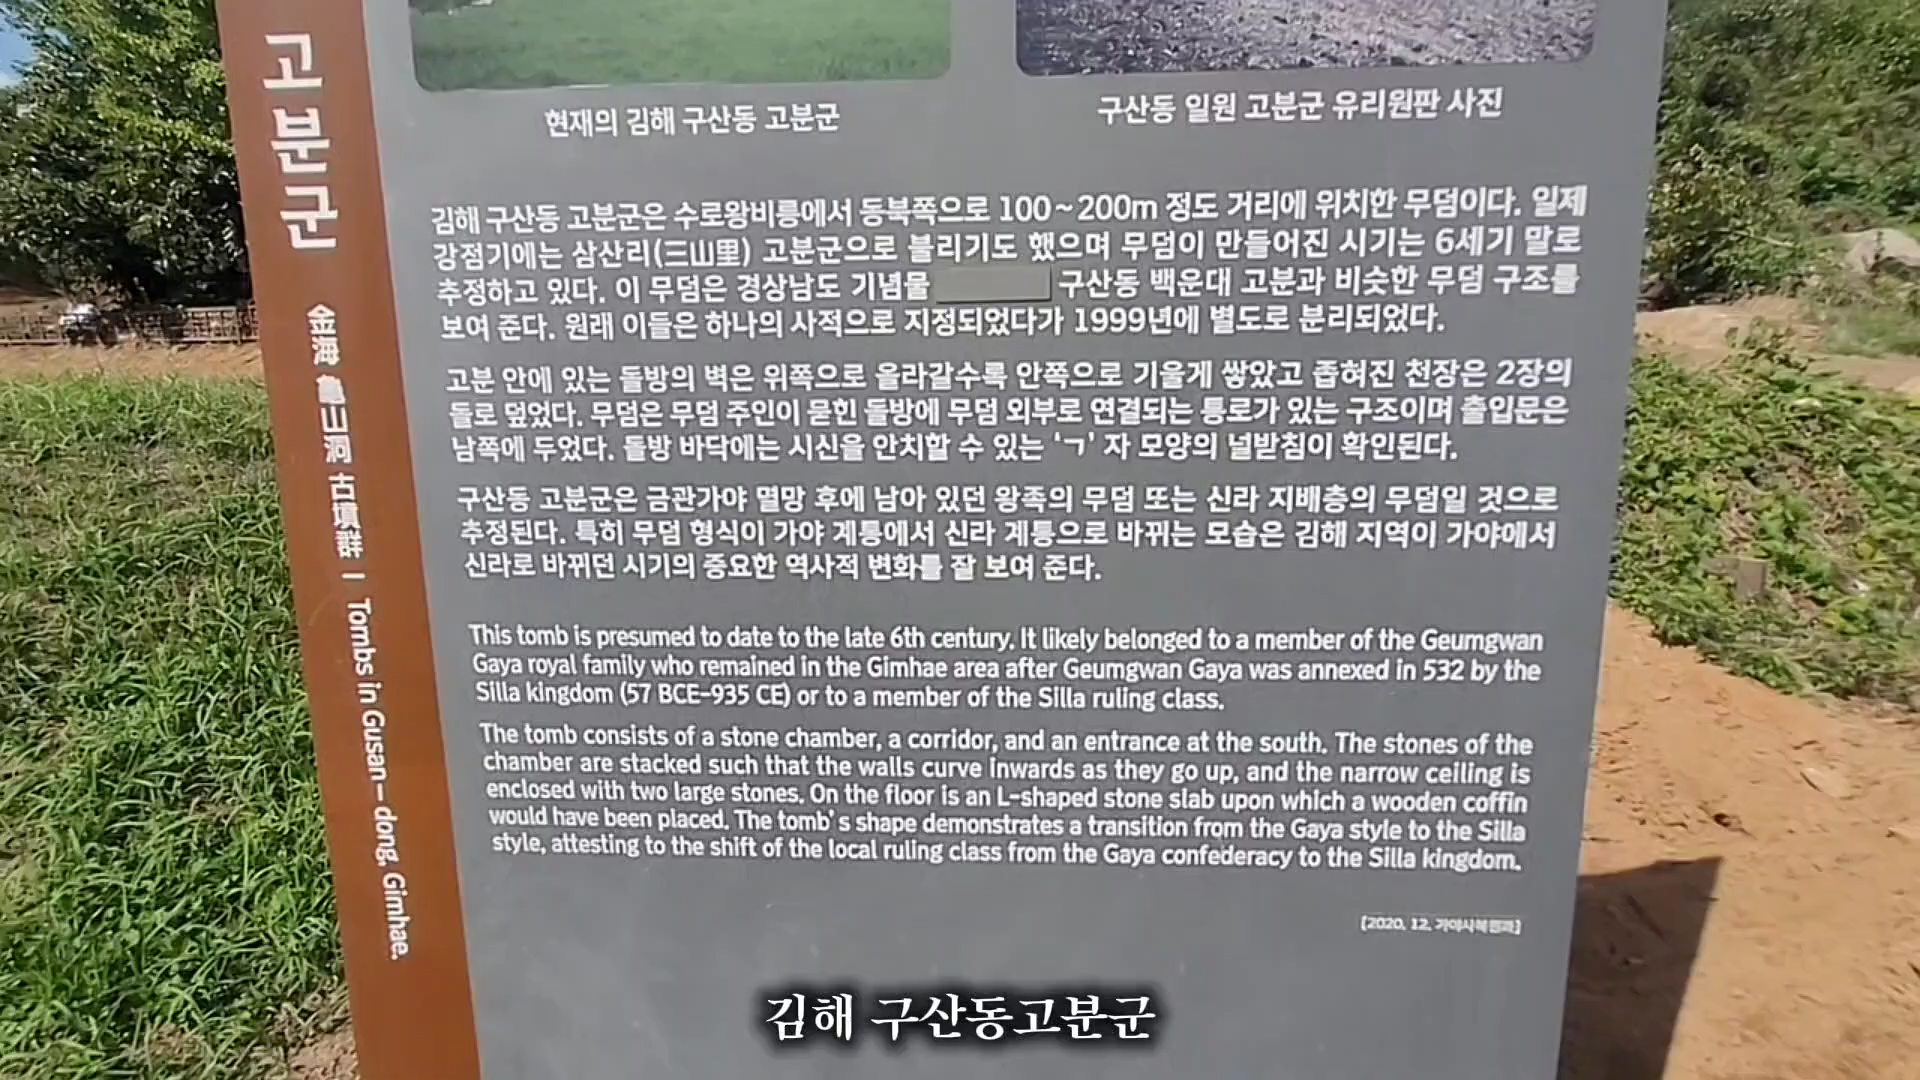 고분군
金海 龜山洞 古墳群 | Tombs in Gusan-dong, Gimhae.
현재의 김해 구산동 고분군
구산동 일원 고분군 유리원판 사진
김해 구산동 고분군은 수로왕비릉에서 동북쪽으로 100~200m 정도 거리에 위치한 무덤이다. 일제
강점기에는 삼산리(三山里) 고분군으로 불리기도 했으며 무덤이 만들어진 시기는 6세기 말로
추정하고 있다. 이 무덤은 경상남도 기념물 구산동 백운대 고분과 비슷한 무덤 구조를
보여 준다. 원래 이들은 하나의 사적으로 지정되었다가 1999년에 별도로 분리되었다.
고분 안에 있는 돌방의 벽은 위쪽으로 올라갈수록 안쪽으로 기울게 쌓았고 좁혀진 천장은 2장의
돌로 덮었다. 무덤은 무덤 주인이 묻힌 돌방에 무덤 외부로 연결되는 통로가 있는 구조이며 출입문은
남쪽에 두었다. 돌방 바닥에는 시신을 안치할 수 있는 ‘ㄱ’ 자 모양의 널받침이 확인된다.
구산동 고분군은 금관가야 멸망 후에 남아 있던 왕족의 무덤 또는 신라 지배층의 무덤일 것으로
추정된다. 특히 무덤 형식이 가야 계통에서 신라 계통으로 바뀌는 모습은 김해 지역이 가야에서
신라로 바뀌던 시기의 중요한 역사적 변화를 잘 보여 준다.
This tomb is presumed to date to the late 6th century. It likely belonged to a member of the Geumgwan
Gaya royal family who remained in the Gimhae area after Geumgwan Gaya was annexed in 532 by the
Silla kingdom (57 BCE-935 CE) or to a member of the Silla ruling class.
The tomb consists of a stone chamber, a corridor, and an entrance at the south. The stones of the
chamber are stacked such that the walls curve inwards as they go up, and the narrow ceiling is
enclosed with two large stones. On the floor is an L-shaped stone slab upon which a wooden coffin
would have been placed. The tomb's shape demonstrates a transition from the Gaya style to the Silla
style, attesting to the shift of the local ruling class from the Gaya confederacy to the Silla kingdom.
[2020. 12. 가야사복원과]
김해 구산동고분군